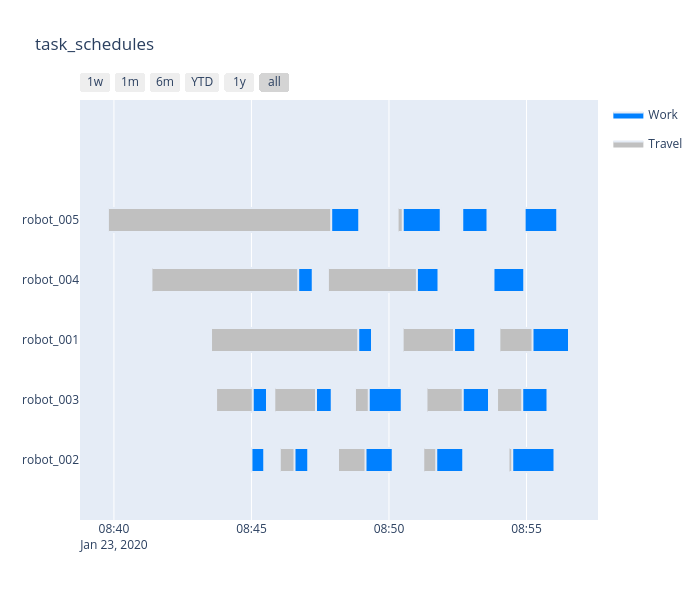 task_schedules
1w 1m 6m YTD 1y all
Work
Travel
robot_005
robot_004
robot_001
robot_003
robot_002
08:40 08:45 08:50 08:55
Jan 23, 2020